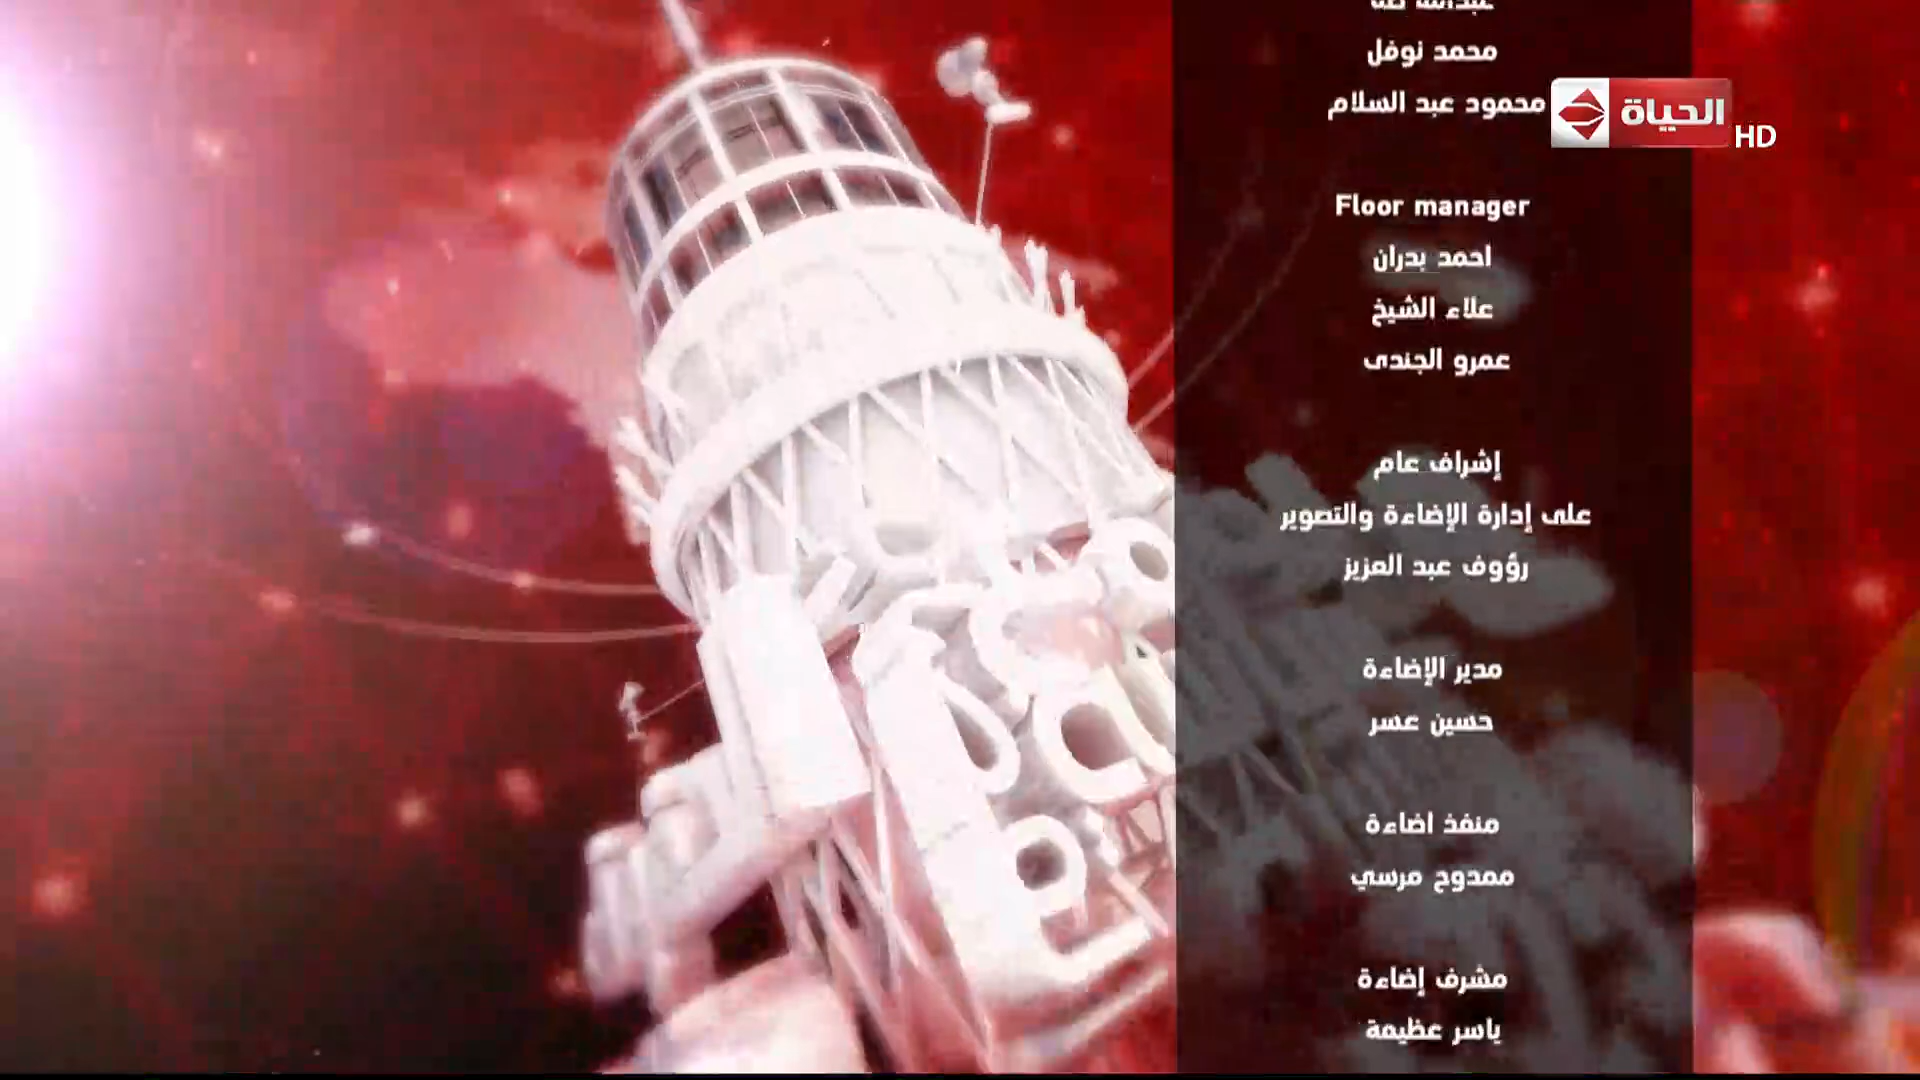 محمد نوفل
محمود عبد السلام
الحياة
HD
Floor manager
احمد بدران
علاء الشيخ
عمرو الجندى
إشراف عام
على إدارة الإضاءة والتصوير
رؤوف عبد العزيز
مدير الإضاءة
حسين عسر
منفذ اضاءة
ممدوح مرسي
مشرف إضاءة
ياسر عظيمة